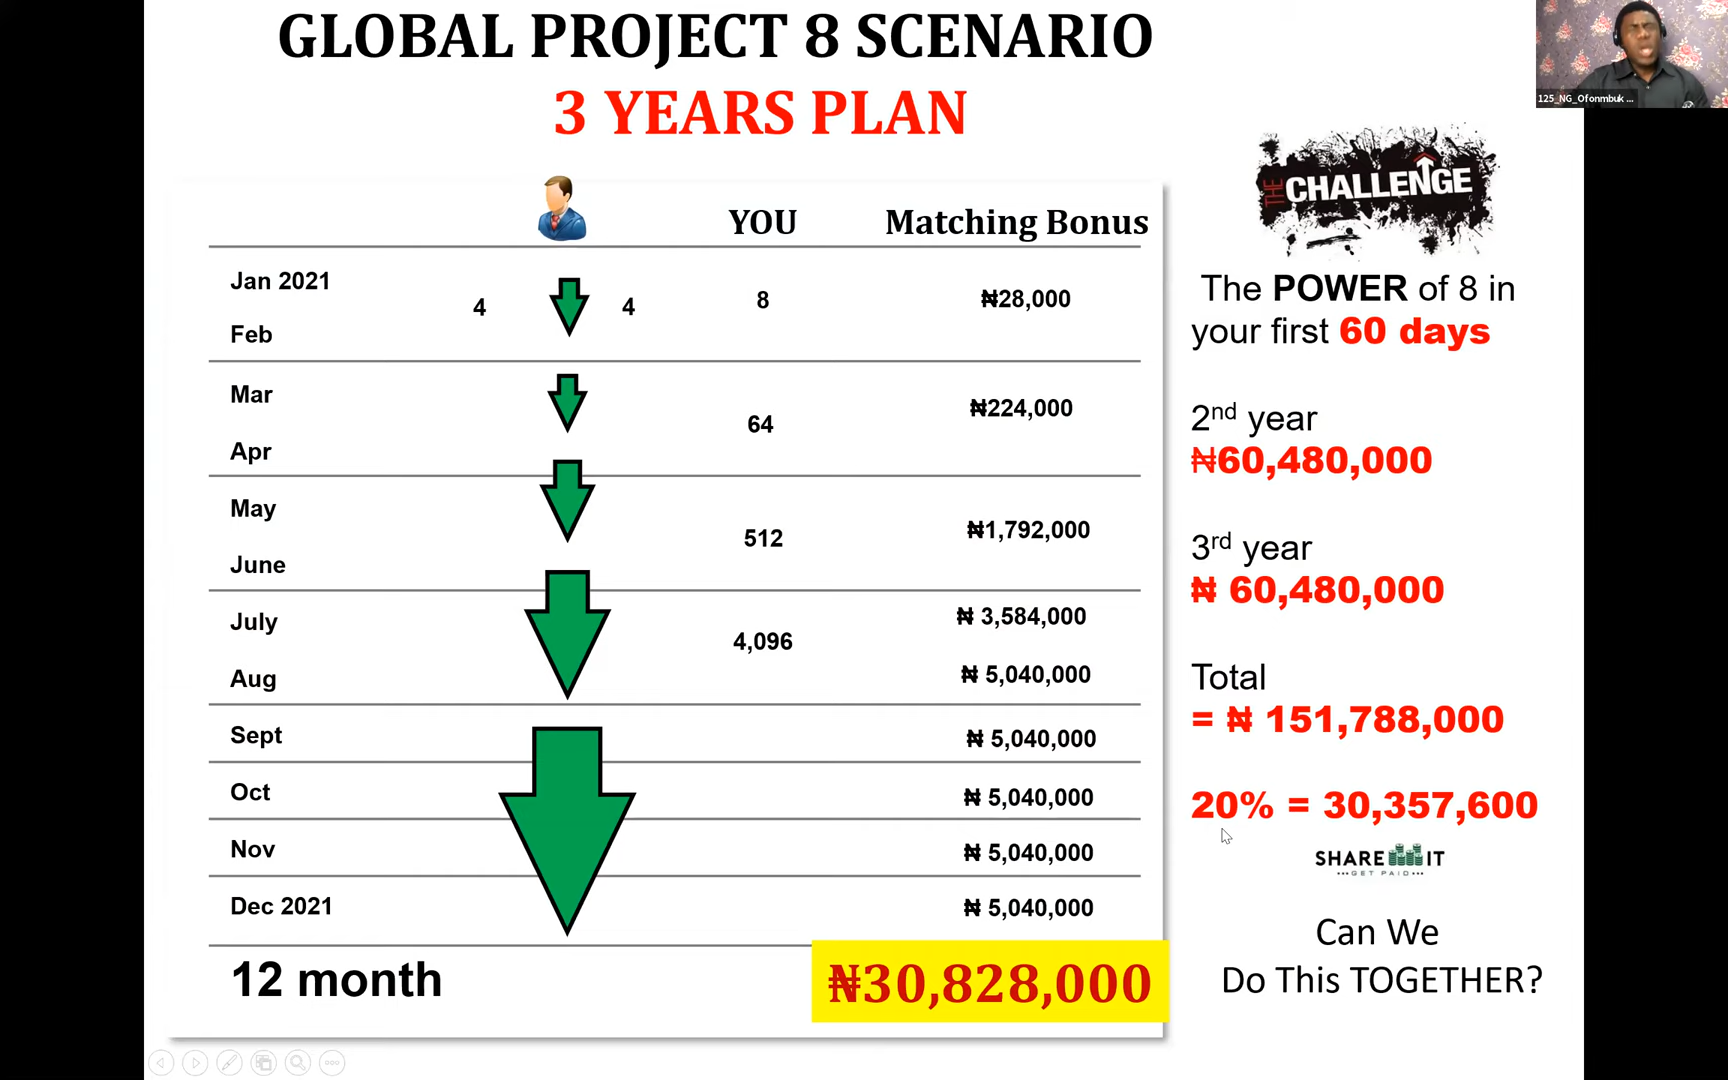 GLOBAL PROJECT 8 SCENARIO
3 YEARS PLAN
125_NG_Ofonmbuk ...
YOU
Matching Bonus
Jan 2021
Feb
4
4
8
₦28,000
Mar
Apr
64
₦224,000
May
June
512
₦1,792,000
July
Aug
4,096
₦ 3,584,000
₦ 5,040,000
Sept
₦ 5,040,000
Oct
₦ 5,040,000
Nov
₦ 5,040,000
Dec 2021
₦ 5,040,000
12 month
₦30,828,000
THE CHALLENGE
The POWER of 8 in
your first 60 days
2nd year
₦60,480,000
3rd year
₦ 60,480,000
Total
= ₦ 151,788,000
20% = 30,357,600
SHARE IT
•••GET PAID•••
Can We
Do This TOGETHER?